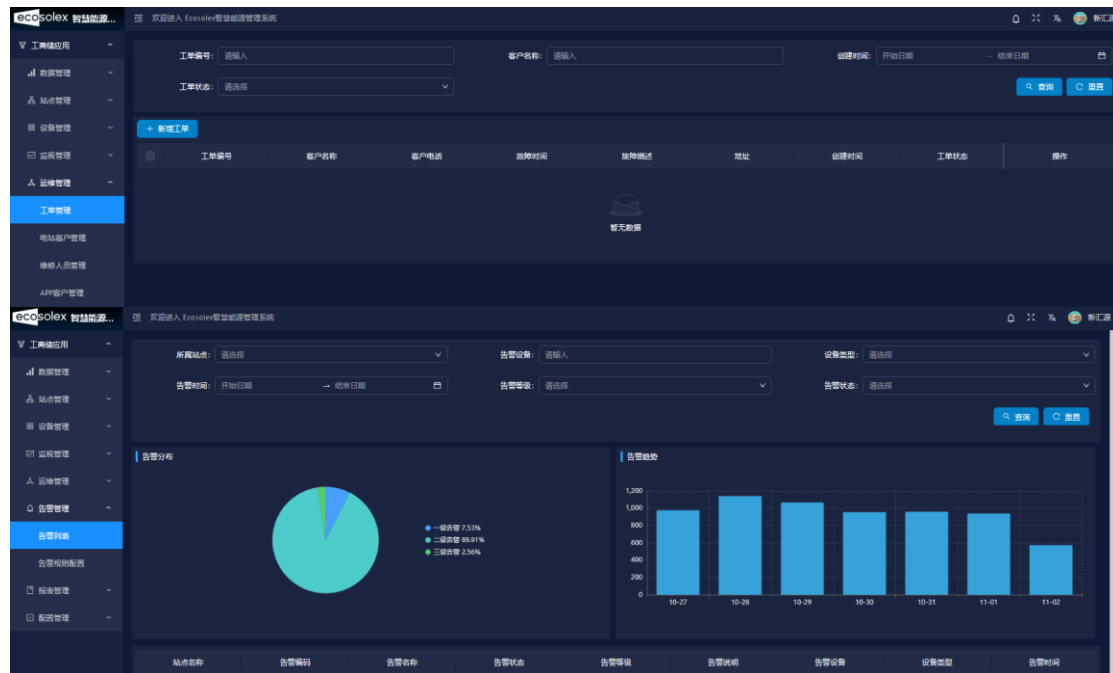 ecosolex 智慧能源... 欢迎进入 Ecosolex智慧能源管理系统 新汇源
工商储应用
数据管理
站点管理
设备管理
监视管理
运维管理
工单管理
电站客户管理
维修人员管理
APP客户管理
工单编号: 请输入 客户名称: 请输入 创建时间: 开始日期 → 结束日期
工单状态: 请选择 查询 重置
+ 新增工单
工单编号 客户名称 客户电话 故障时间 故障描述 地址 创建时间 工单状态 操作
暂无数据
ecosolex 智慧能源... 欢迎进入 Ecosolex智慧能源管理系统 新汇源
工商储应用
数据管理
站点管理
设备管理
监视管理
运维管理
告警管理
告警列表
告警规则配置
报表管理
配置管理
所属站点: 请选择 告警设备: 请输入 设备类型: 请选择
告警时间: 开始日期 → 结束日期 告警等级: 请选择 告警状态: 请选择
查询 重置
告警分布
一级告警 7.53%
二级告警 89.91%
三级告警 2.56%
告警趋势
1,200
1,000
800
600
400
200
0
10-27 10-28 10-29 10-30 10-31 11-01 11-02
站点名称 告警编码 告警名称 告警状态 告警等级 告警说明 告警设备 设备类型 告警时间